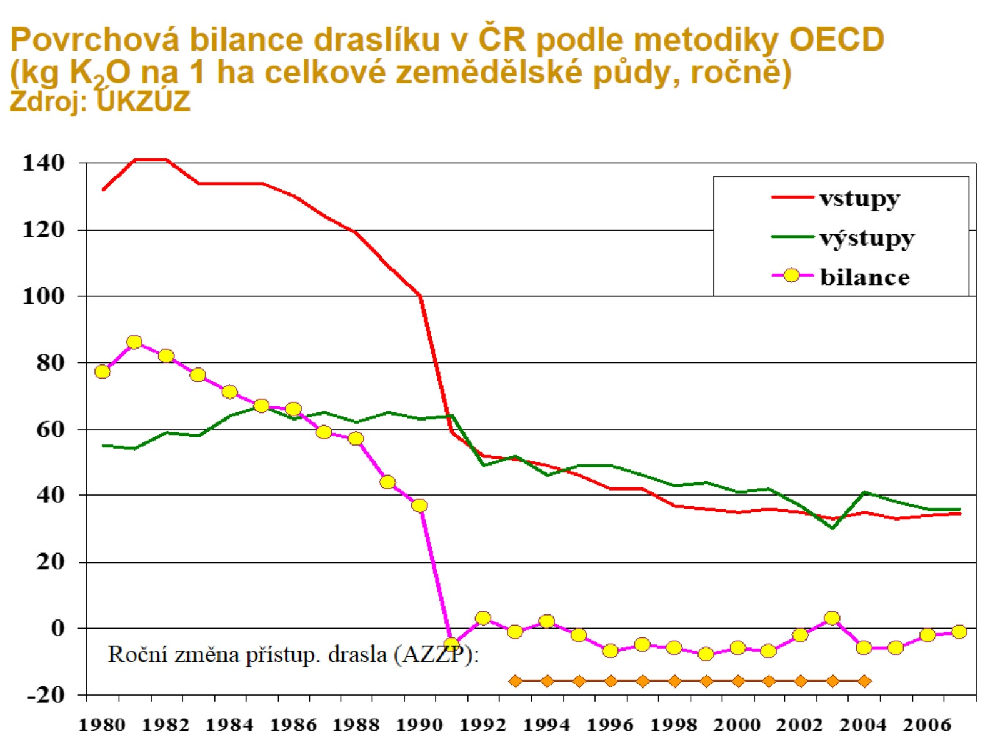 Povrchová bilance draslíku v ČR podle metodiky OECD
(kg K₂O na 1 ha celkové zemědělské půdy, ročně)
Zdroj: ÚKZÚZ
140
120
100
80
60
40
20
0
-20
vstupy
výstupy
bilance
Roční změna přístup. drasla (AZZP):
1980 1982 1984 1986 1988 1990 1992 1994 1996 1998 2000 2002 2004 2006